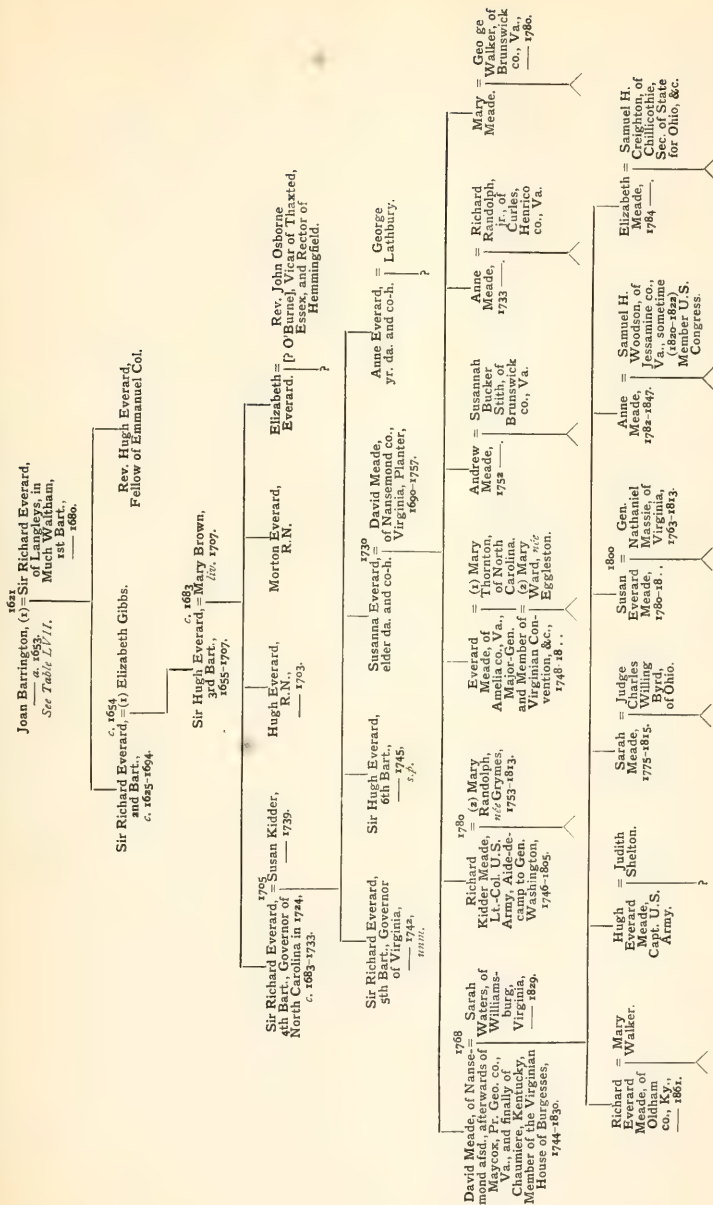 1621
Joan Barrington, (1) = Sir Richard Everard,
—— a. 1653.
See Table LVII.
of Langleys, in
Much Waltham,
1st Bart.,
—— 1680.
c. 1654
Sir Richard Everard, = (1) Elizabeth Gibbs.
2nd Bart.,
c. 1625-1694.
Rev. Hugh Everard,
Fellow of Emmanuel Col.
c. 1683
Sir Hugh Everard, = Mary Brown,
3rd Bart.,
1655-1707.
liv. 1707.
1705
Sir Richard Everard, = Susan Kidder,
4th Bart., Governor of
North Carolina in 1724,
c. 1683-1733.
—— 1739.
Hugh Everard,
R.N.,
—— 1703.
Morton Everard,
R.N.
Elizabeth =
Everard.
Rev. John Osborne
[? O'Burne], Vicar of Thaxted,
Essex, and Rector of
Hemmingfield.
?
Sir Richard Everard,
5th Bart., Governor
of Virginia,
—— 1742,
unm.
Sir Hugh Everard,
6th Bart.,
—— 1745,
s.p.
1730
Susanna Everard, =
elder da. and co-h.
David Meade,
of Nansemond co.,
Virginia, Planter,
1690-1757.
Anne Everard,
yr. da. and co-h.
= George
Lathbury.
?
1768
David Meade, of Nanse-
mond afsd., afterwards of
Maycox, Pr. Geo. co.,
Va., and finally of
Chaumiere, Kentucky,
Member of the Virginian
House of Burgesses,
1744-1830.
= Sarah
Waters, of
Williams-
burg,
Virginia,
—— 1829.
1780
Richard
Kidder Meade,
Lt.-Col. U.S.
Army, Aide-de-
camp to Gen.
Washington,
1746-1805.
= (2) Mary
Randolph,
née Grymes,
1753-1813.
Everard
Meade, of
Amelia co., Va.,
Major-Gen.
and Member of
Virginian Con-
vention, &c.,
1748-18 . .
= (1) Mary
Thornton,
of North
Carolina.
= (2) Mary
Ward, née
Eggleston.
Andrew
Meade,
1752 ——.
= Susannah
Bucker
Stith, of
Brunswick
co., Va.
Anne
Meade,
1733 ——.
= Richard
Randolph,
jr., of
Curles,
Henrico
co., Va.
Mary
Meade.
= Geo ge
Walker, of
Brunswick
co., Va.,
—— 1780.
Richard
Everard
Meade, of
Oldham
co., Ky.,
—— 1861.
= Mary
Walker.
Hugh
Everard
Meade,
Capt. U.S.
Army.
= Judith
Shelton.
?
Sarah
Meade,
1775-1815.
= Judge
Charles
Willing
Byrd,
of Ohio.
1800
Susan
Everard
Meade,
1780-18 . .
= Gen.
Nathaniel
Massie, of
Virginia,
1763-1813.
Anne
Meade,
1782-1847.
= Samuel H.
Woodson, of
Jessamine co.,
Va., sometime
(1820-1822)
Member U.S.
Congress.
Elizabeth
Meade,
1784 ——.
= Samuel H.
Creighton, of
Chillicothie,
Sec. of State
for Ohio, &c.